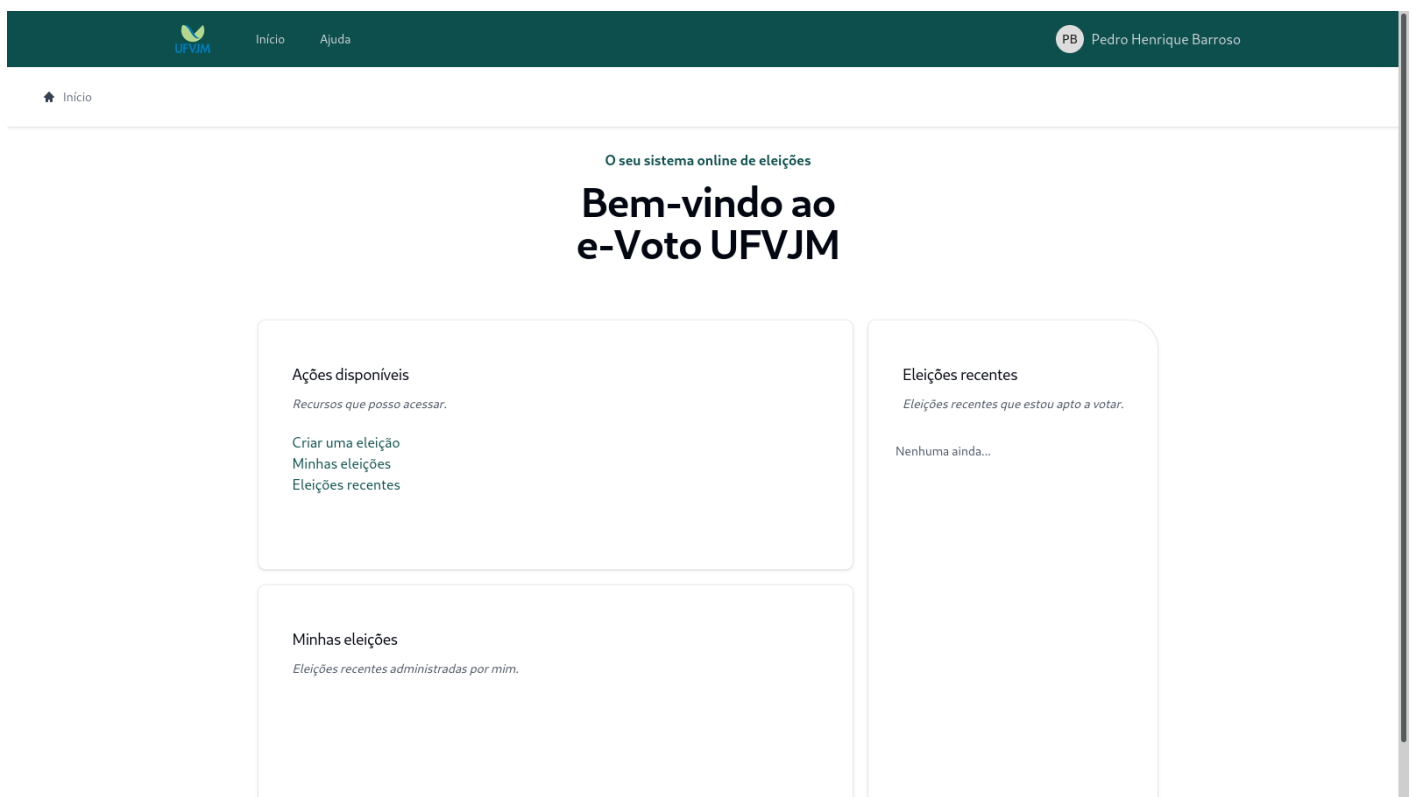 UFVJM
Início
Ajuda
PB
Pedro Henrique Barroso
Início
O seu sistema online de eleições
Bem-vindo ao
e-Voto UFVJM
Ações disponíveis
Recursos que posso acessar.
Criar uma eleição
Minhas eleições
Eleições recentes
Eleições recentes
Eleições recentes que estou apto a votar.
Nenhuma ainda...
Minhas eleições
Eleições recentes administradas por mim.